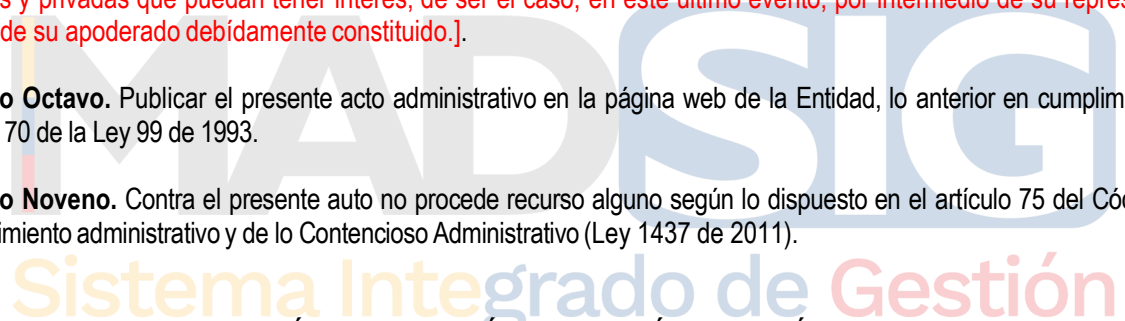 s y privadas que puedan tener interés, de ser el caso, en este último evento, por intermedio de su repres
de su apoderado debídamente constituido.].
o Octavo. Publicar el presente acto administrativo en la página web de la Entidad, lo anterior en cumplim
70 de la Ley 99 de 1993.
o Noveno. Contra el presente auto no procede recurso alguno según lo dispuesto en el artículo 75 del Cód
imiento administrativo y de lo Contencioso Administrativo (Ley 1437 de 2011).
MADSIG
Sistema Integrado de Gestión